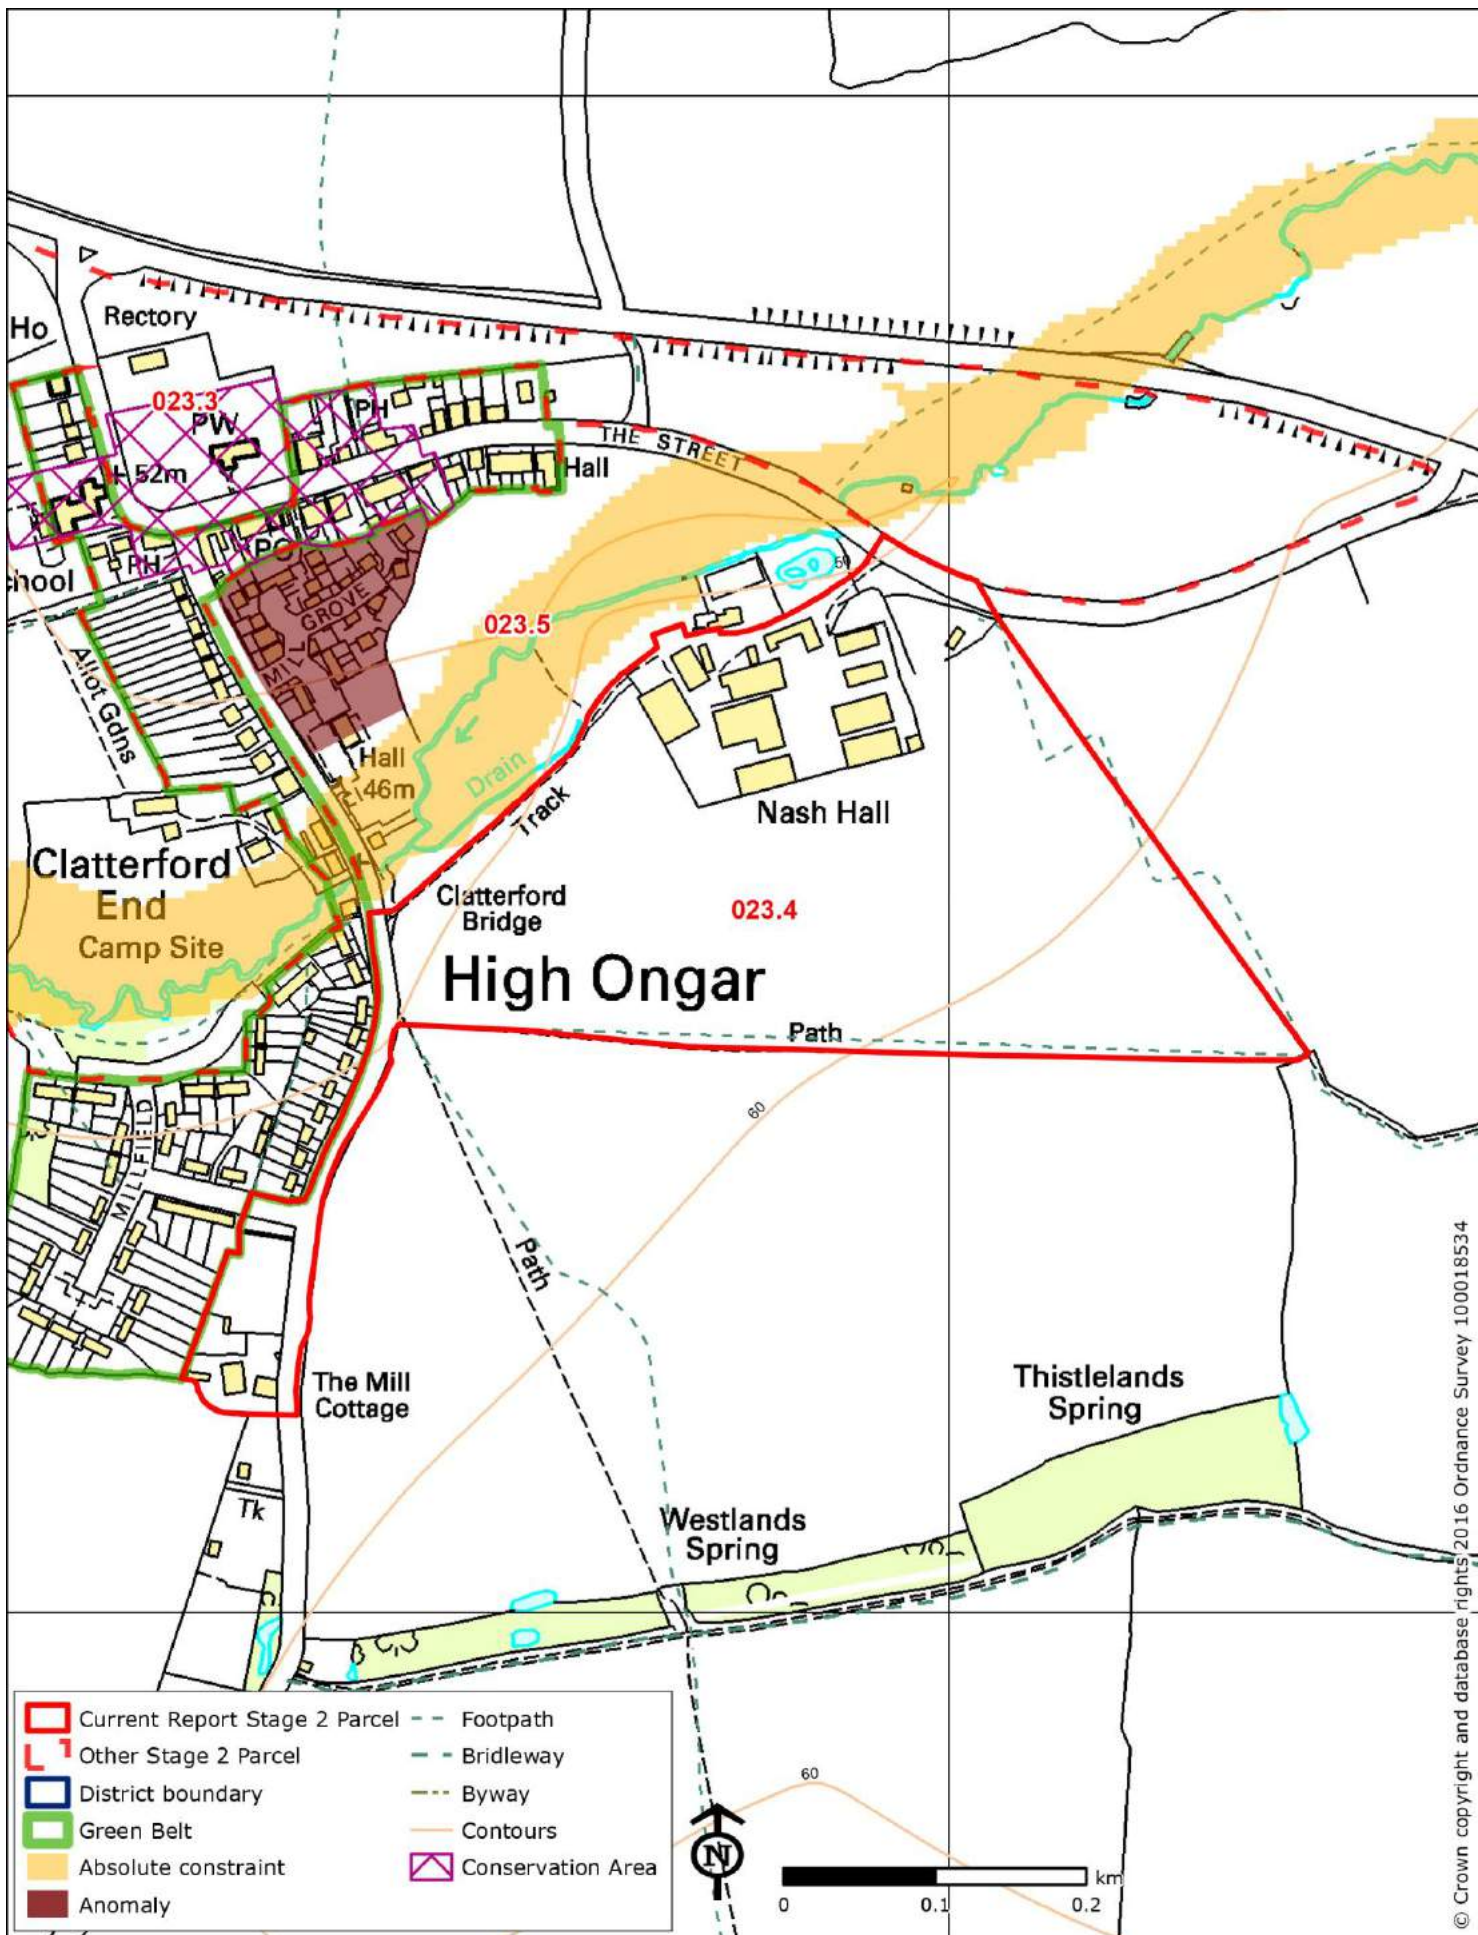 Ho
Rectory
023.3
PW
PH
THE STREET
Hall
52m
PH
chool
MILL GROVE
023.5
50
Allot Gdns
Hall
46m
Drain
Track
Nash Hall
Clatterford
End
Camp Site
Clatterford
Bridge
023.4
High Ongar
Path
60
MILLFIELD
Path
The Mill
Cottage
Thistlelands
Spring
Tk
Westlands
Spring
60
Current Report Stage 2 Parcel
Other Stage 2 Parcel
District boundary
Green Belt
Absolute constraint
Anomaly
Footpath
Bridleway
Byway
Contours
Conservation Area
N
km
0 0.1 0.2
© Crown copyright and database rights 2016 Ordnance Survey 100018534